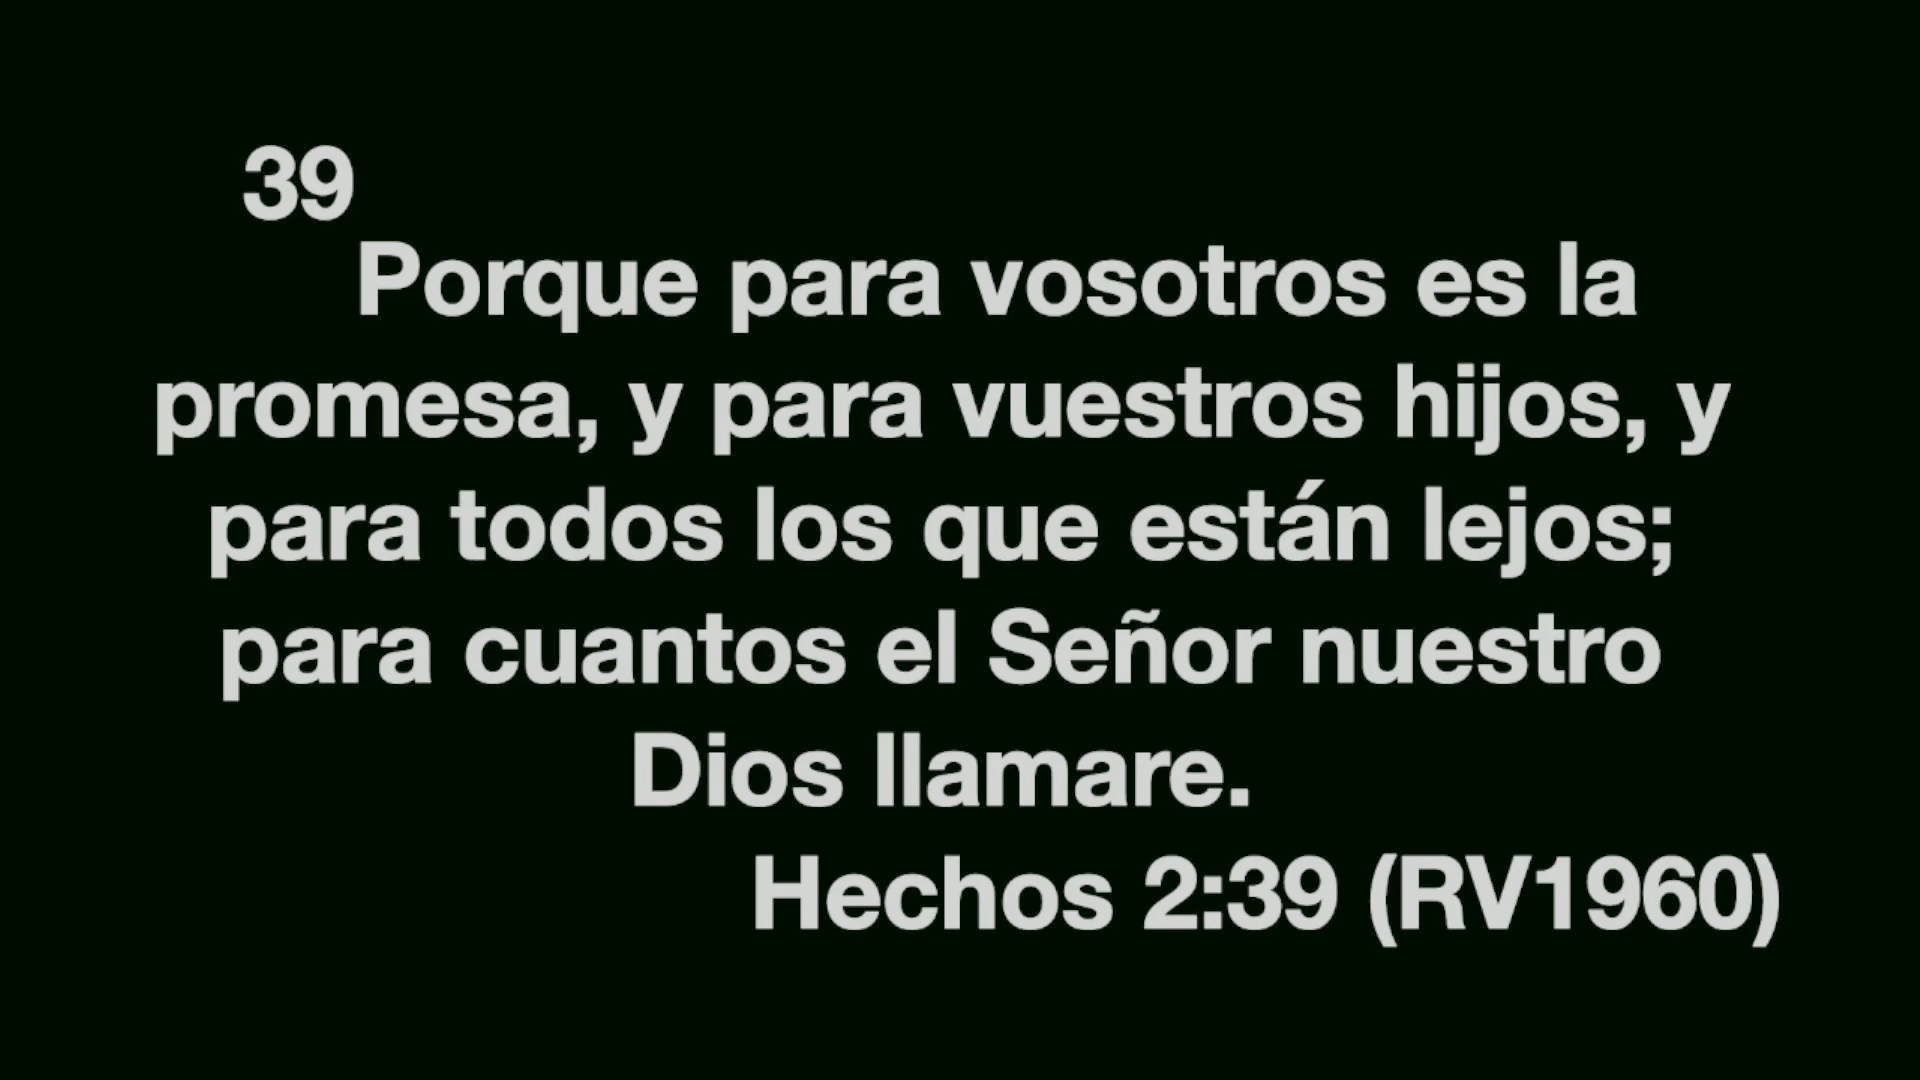 39
Porque para vosotros es la
promesa, y para vuestros hijos, y
para todos los que están lejos;
para cuantos el Señor nuestro
Dios llamare.
Hechos 2:39 (RV1960)